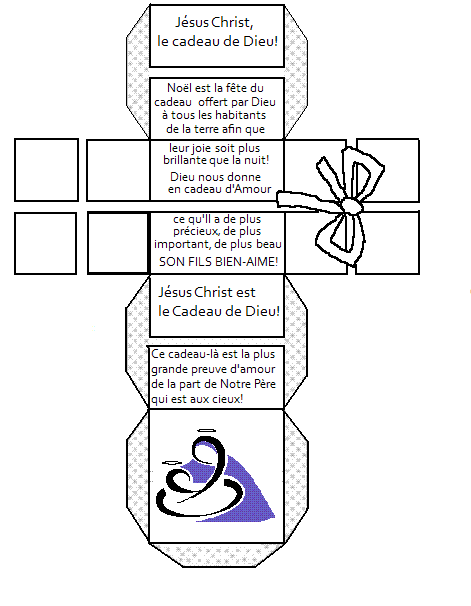 Jésus Christ,
le cadeau de Dieu!
Noël est la fête du
cadeau offert par Dieu
à tous les habitants
de la terre afin que
leur joie soit plus
brillante que la nuit!
Dieu nous donne
en cadeau d'Amour
ce qu'Il a de plus
précieux, de plus
important, de plus beau
SON FILS BIEN-AIME!
Jésus Christ est
le Cadeau de Dieu!
Ce cadeau-là est la plus
grande preuve d'amour
de la part de Notre Père
qui est aux cieux!